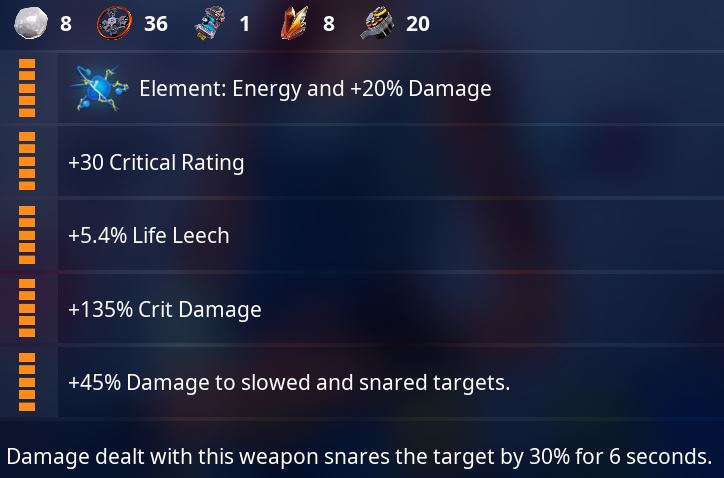 8 36 1 8 20
Element: Energy and +20% Damage
+30 Critical Rating
+5.4% Life Leech
+135% Crit Damage
+45% Damage to slowed and snared targets.
Damage dealt with this weapon snares the target by 30% for 6 seconds.